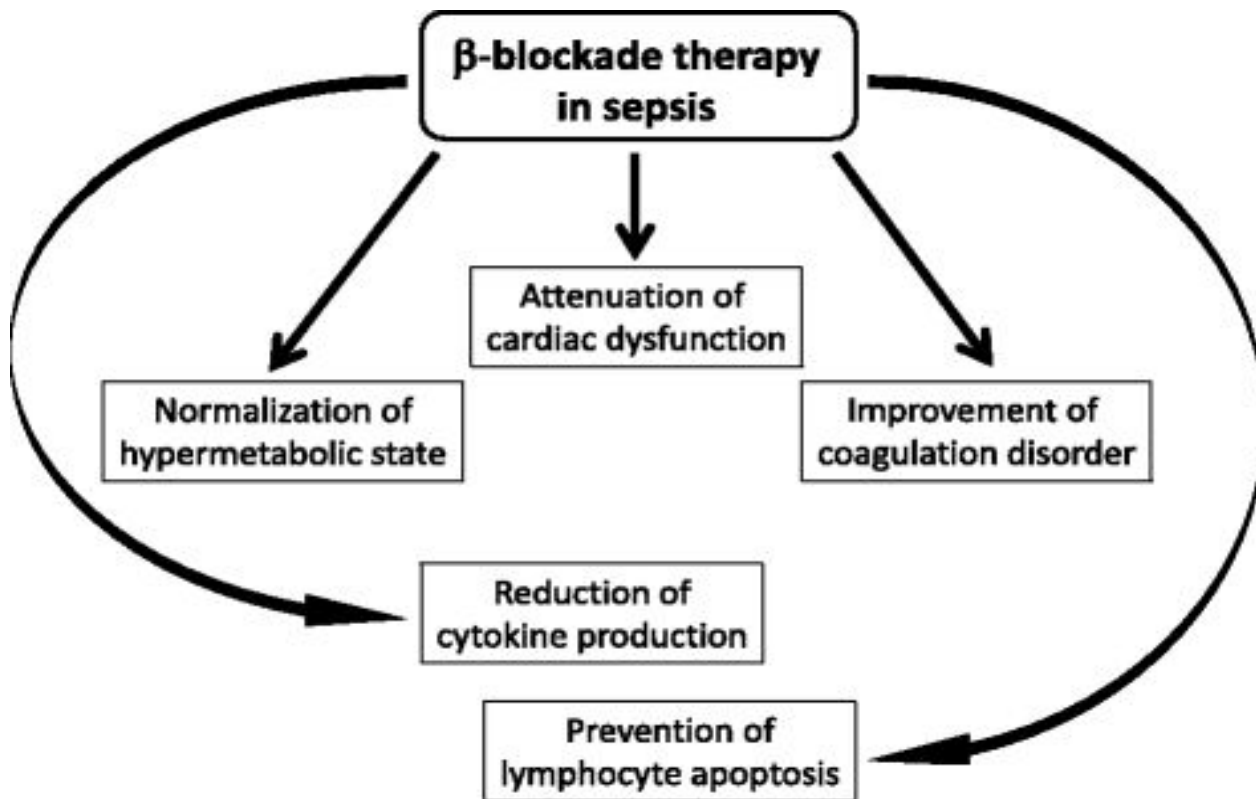 β-blockade therapy
in sepsis
Attenuation of
cardiac dysfunction
Normalization of
hypermetabolic state
Improvement of
coagulation disorder
Reduction of
cytokine production
Prevention of
lymphocyte apoptosis